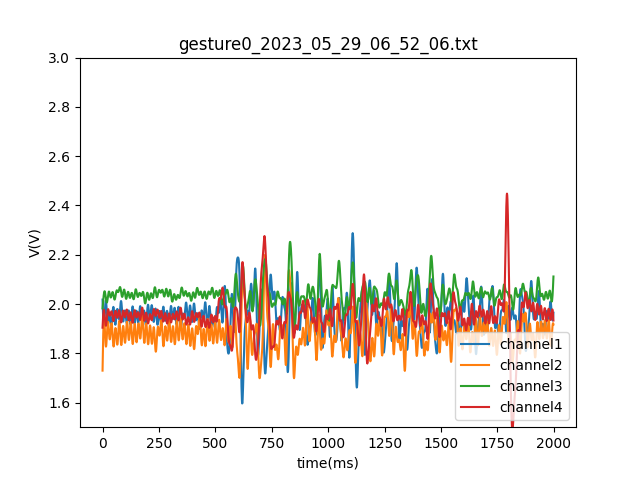 gesture0_2023_05_29_06_52_06.txt
3.0
2.8
2.6
2.4
2.2
2.0
1.8
1.6
V(V)
channel1
channel2
channel3
channel4
0 250 500 750 1000 1250 1500 1750 2000
time(ms)